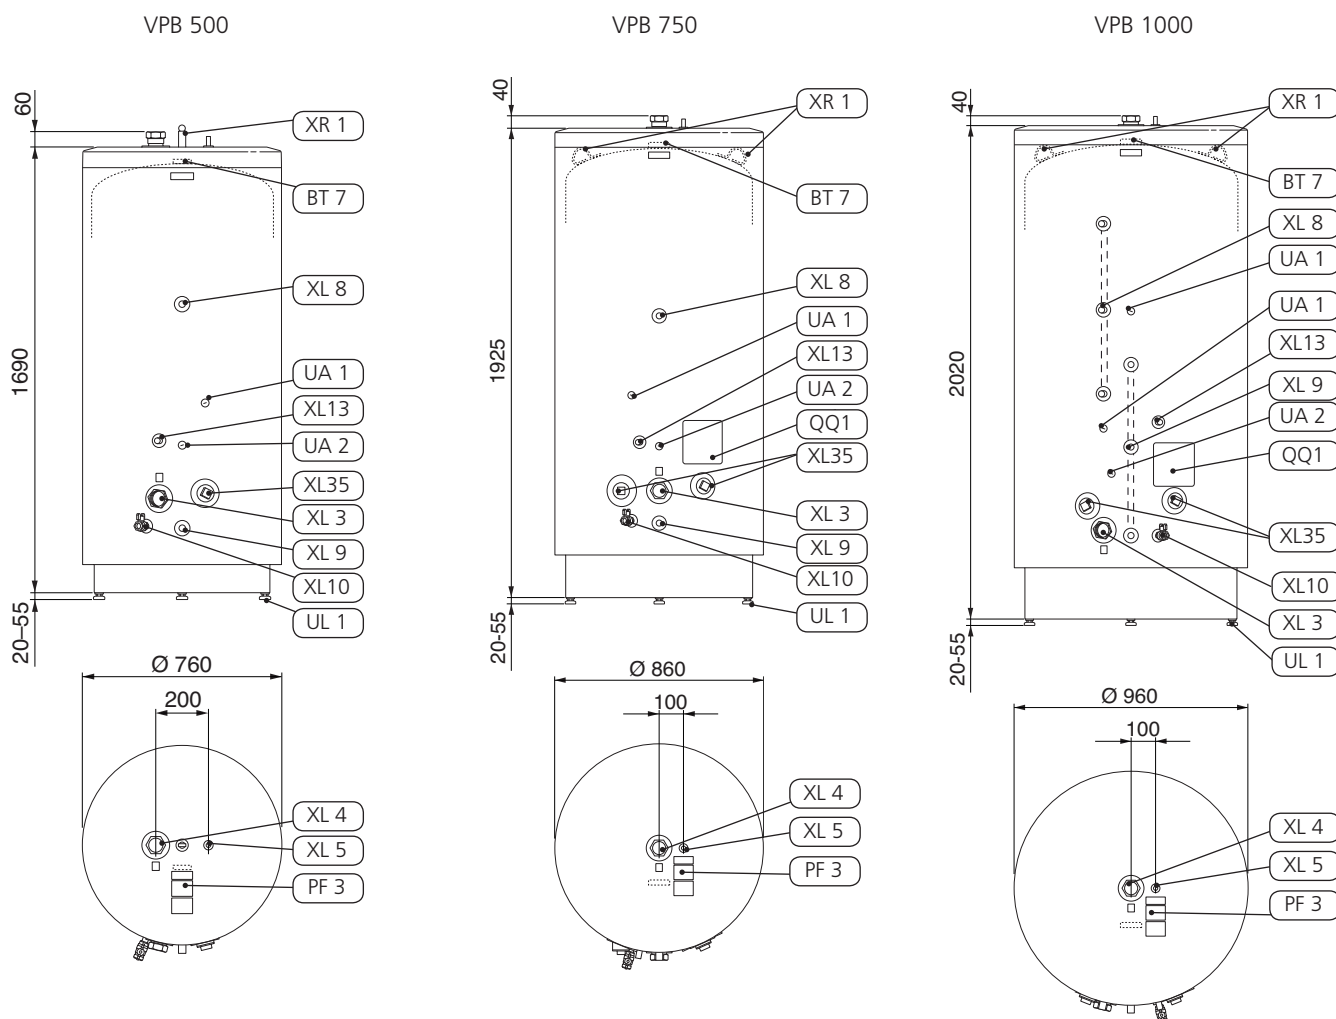 VPB 500
60
XR 1
BT 7
XL 8
1690
UA 1
XL13
UA 2
XL35
XL 3
XL 9
XL10
UL 1
20–55
Ø 760
200
XL 4
XL 5
PF 3
VPB 750
40
XR 1
BT 7
XL 8
UA 1
1925
XL13
UA 2
QQ1
XL35
XL 3
XL 9
XL10
UL 1
20-55
Ø 860
100
XL 4
XL 5
PF 3
VPB 1000
40
XR 1
BT 7
XL 8
UA 1
UA 1
XL13
2020
XL 9
UA 2
QQ1
XL35
XL10
XL 3
UL 1
20-55
Ø 960
100
XL 4
XL 5
PF 3